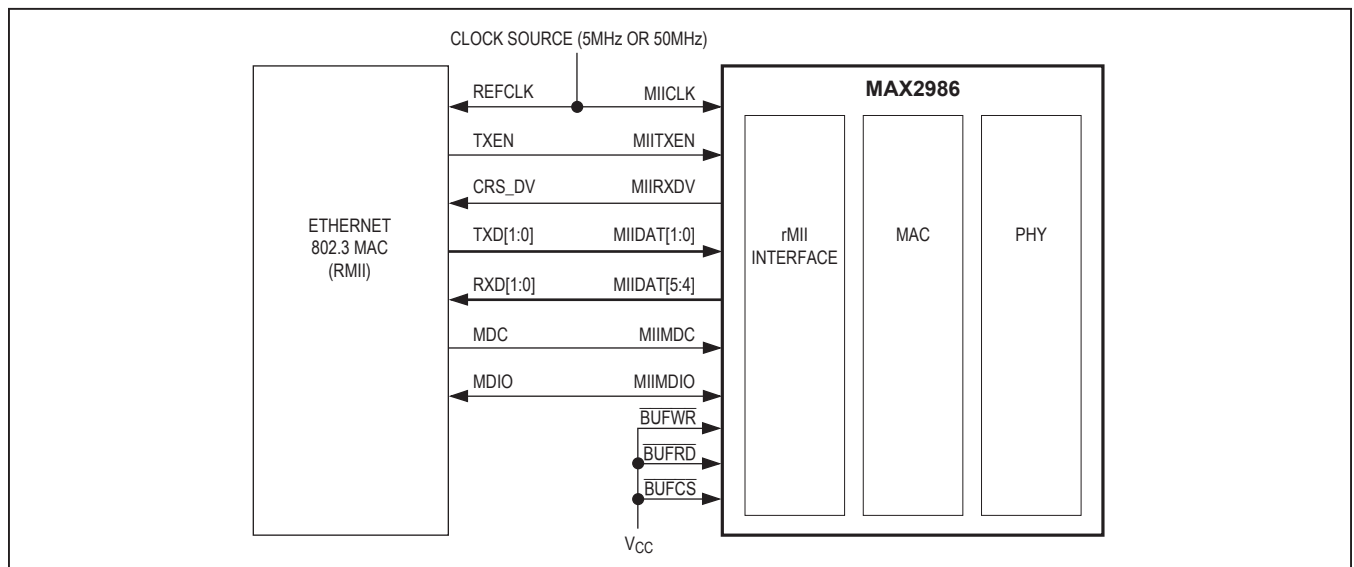 CLOCK SOURCE (5MHz OR 50MHz)
MAX2986
REFCLK MIICLK
TXEN MIITXEN
CRS_DV MIIRXDV
ETHERNET
802.3 MAC
(RMII)
TXD[1:0] MIIDAT[1:0]
rMII
INTERFACE
MAC
PHY
RXD[1:0] MIIDAT[5:4]
MDC MIIMDC
MDIO MIIMDIO
BUFWR
BUFRD
BUFCS
VCC